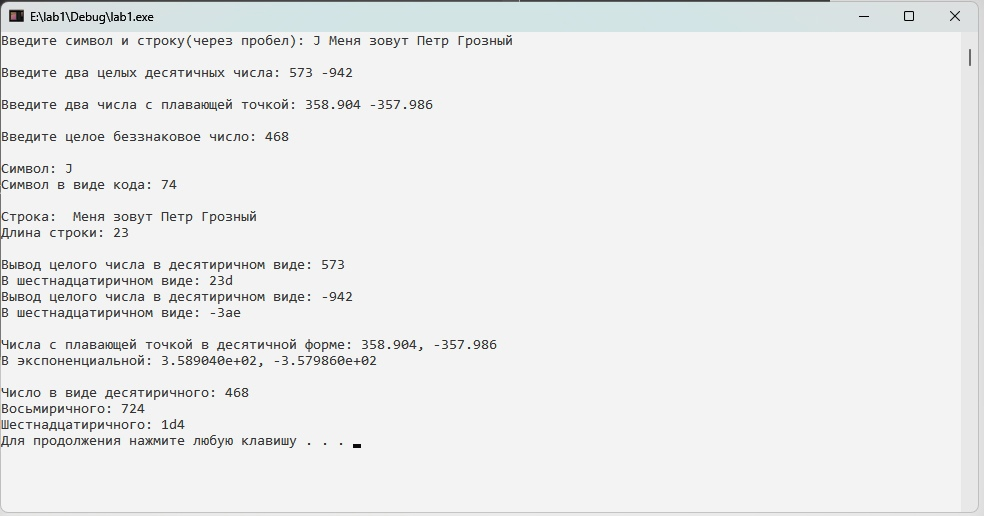 E:\lab1\Debug\lab1.exe
Введите символ и строку(через пробел): J Меня зовут Петр Грозный
Введите два целых десятичных числа: 573 -942
Введите два числа с плавающей точкой: 358.904 -357.986
Введите целое беззнаковое число: 468
Символ: J
Символ в виде кода: 74
Строка:  Меня зовут Петр Грозный
Длина строки: 23
Вывод целого числа в десятиричном виде: 573
В шестнадцатиричном виде: 23d
Вывод целого числа в десятиричном виде: -942
В шестнадцатиричном виде: -3ae
Числа с плавающей точкой в десятичной форме: 358.904, -357.986
В экспоненциальной: 3.589040e+02, -3.579860e+02
Число в виде десятиричного: 468
Восьмиричного: 724
Шестнадцатиричного: 1d4
Для продолжения нажмите любую клавишу . . .